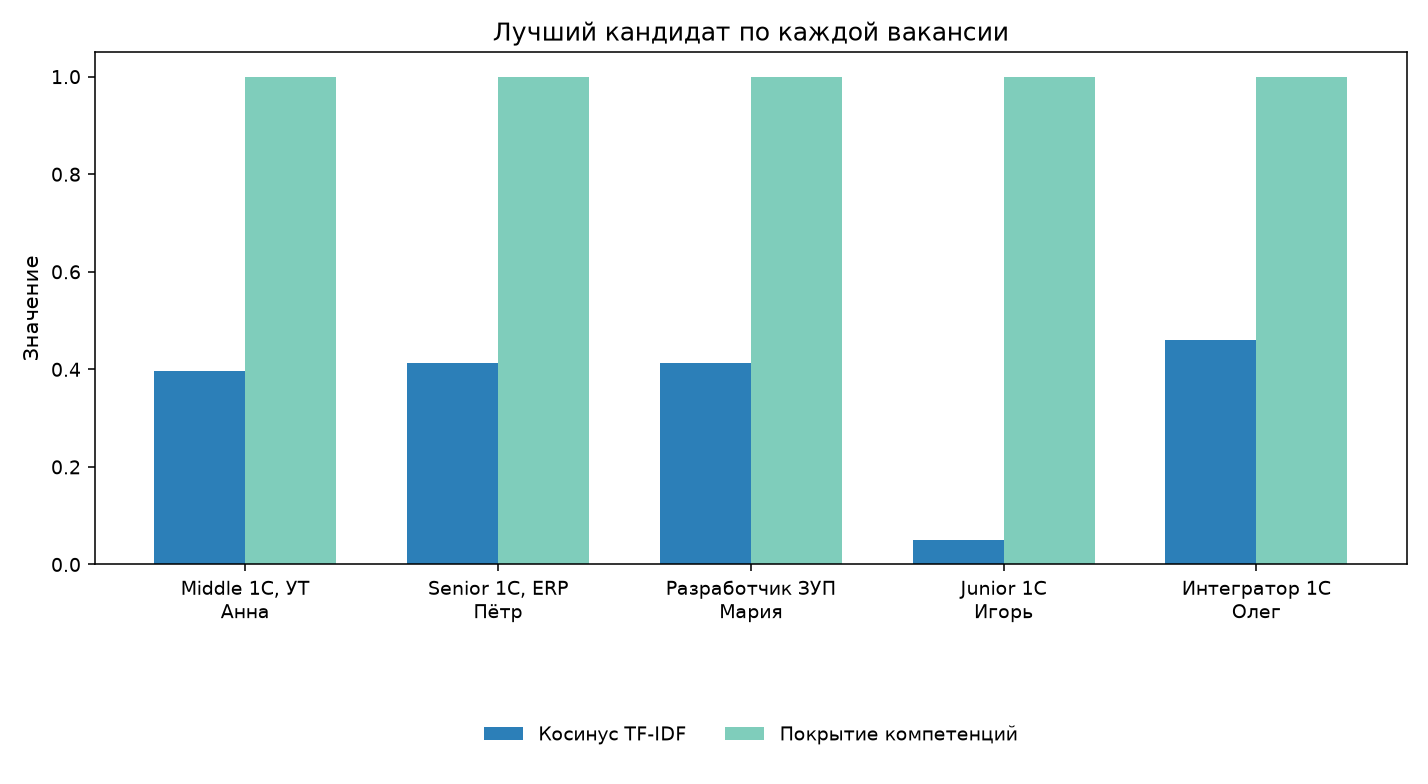 Лучший кандидат по каждой вакансии
Значение
1.0
0.8
0.6
0.4
0.2
0.0
Middle 1С, УТ
Анна
Senior 1С, ERP
Пётр
Разработчик ЗУП
Мария
Junior 1С
Игорь
Интегратор 1С
Олег
Косинус TF-IDF
Покрытие компетенций